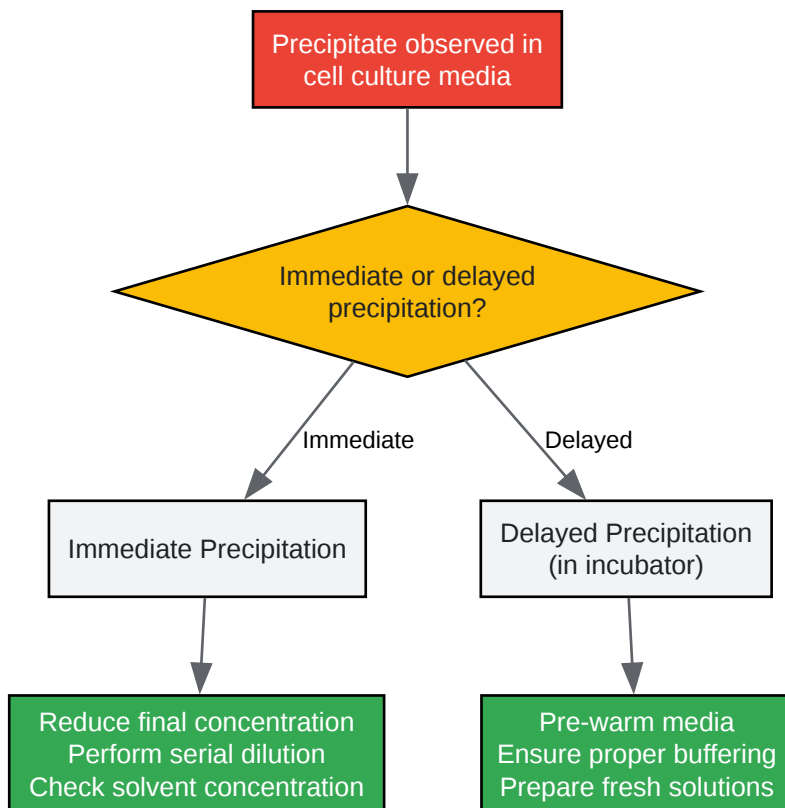 Precipitate observed in
cell culture media
Immediate or delayed
precipitation?
Immediate
Delayed
Immediate Precipitation
Delayed Precipitation
(in incubator)
Reduce final concentration
Perform serial dilution
Check solvent concentration
Pre-warm media
Ensure proper buffering
Prepare fresh solutions